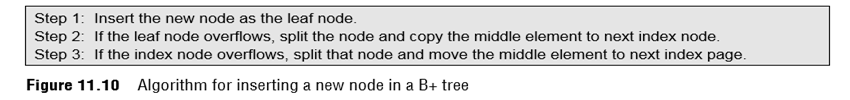 Step 1: Insert the new node as the leaf node.
Step 2: If the leaf node overflows, split the node and copy the middle element to next index node.
Step 3: If the index node overflows, split that node and move the middle element to next index page.
Figure 11.10 Algorithm for inserting a new node in a B+ tree